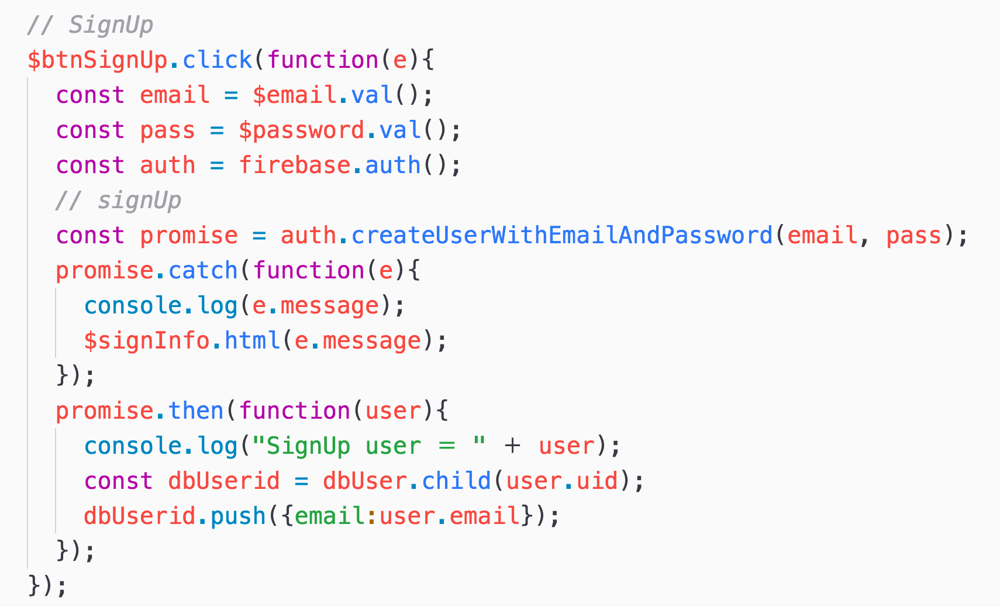 // SignUp
$btnSignUp.click(function(e){
  const email = $email.val();
  const pass = $password.val();
  const auth = firebase.auth();
  // signUp
  const promise = auth.createUserWithEmailAndPassword(email, pass);
  promise.catch(function(e){
    console.log(e.message);
    $signInfo.html(e.message);
  });
  promise.then(function(user){
    console.log("SignUp user = " + user);
    const dbUserid = dbUser.child(user.uid);
    dbUserid.push({email:user.email});
  });
});